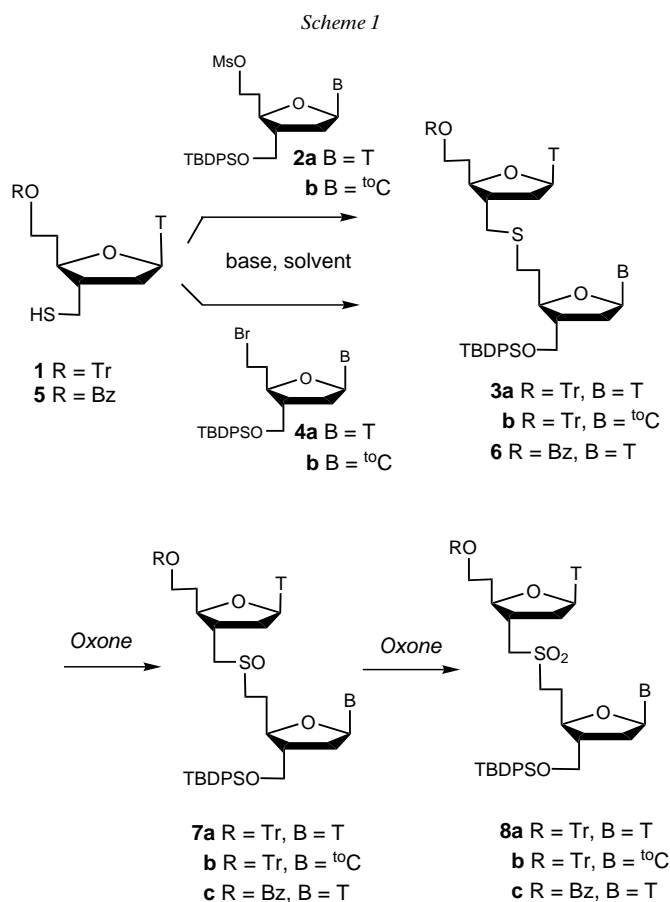 Scheme 1
MsO
O
B
TBDPSO
2a B = T
b B = toC
RO
T
O
HS
1 R = Tr
5 R = Bz
base, solvent
Br
O
B
TBDPSO
4a B = T
b B = toC
RO
T
O
S
B
O
TBDPSO
3a R = Tr, B = T
b R = Tr, B = toC
6 R = Bz, B = T
Oxone
RO
T
O
SO
B
O
TBDPSO
7a R = Tr, B = T
b R = Tr, B = toC
c R = Bz, B = T
Oxone
RO
T
O
SO2
B
O
TBDPSO
8a R = Tr, B = T
b R = Tr, B = toC
c R = Bz, B = T